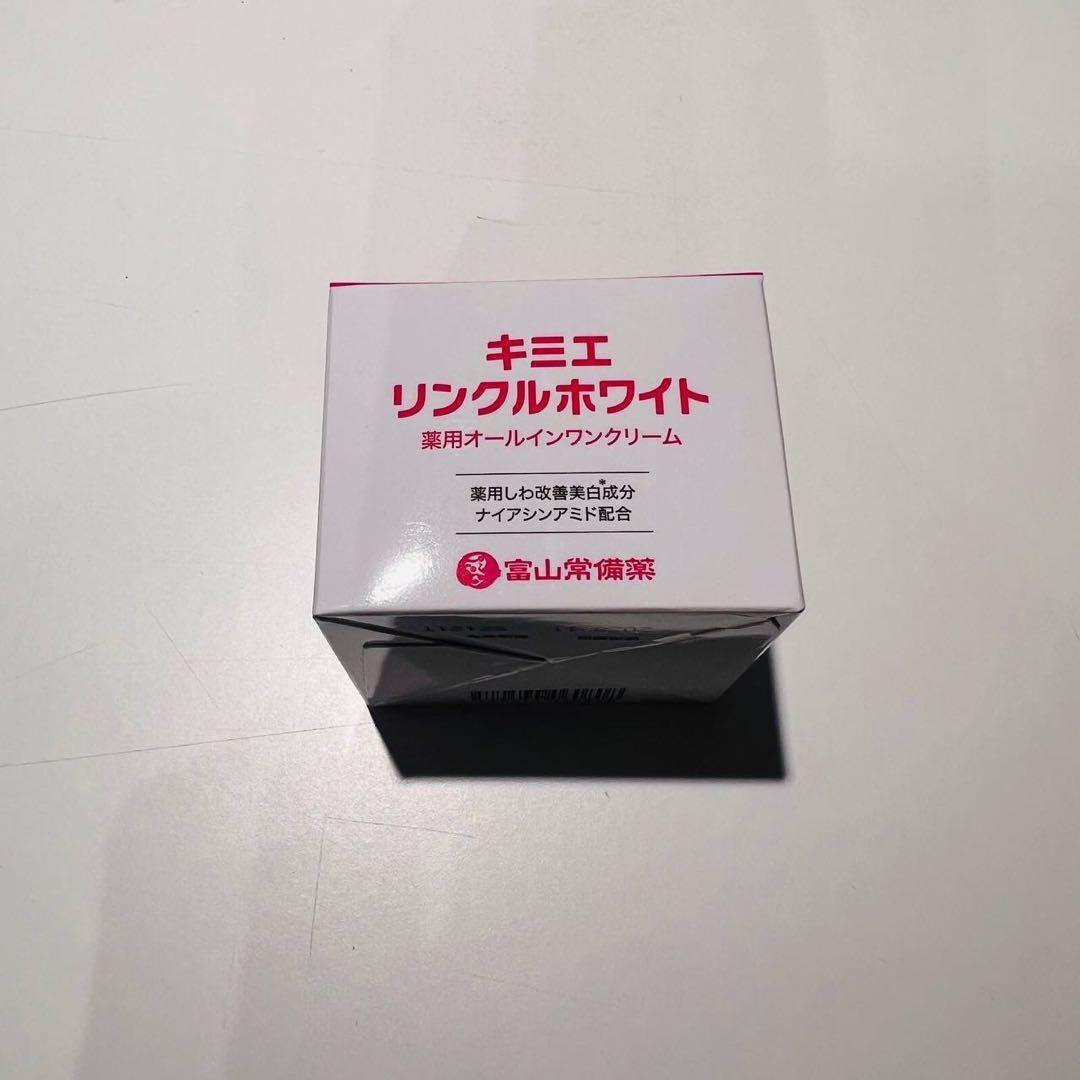 キミエ
リンクルホワイト
薬用オールインワンクリーム
薬用しわ改善美白*成分
ナイアシンアミド配合
富山常備薬